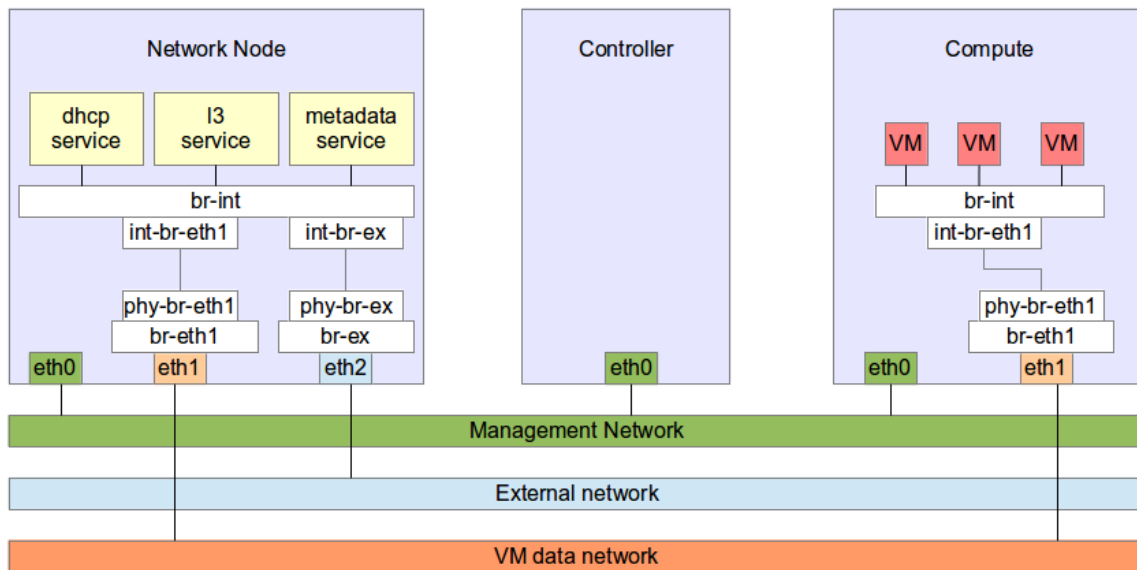 Network Node
Controller
Compute
dhcp
service
l3
service
metadata
service
VM
VM
VM
br-int
br-int
int-br-eth1
int-br-ex
int-br-eth1
phy-br-eth1
phy-br-ex
phy-br-eth1
br-eth1
br-ex
br-eth1
eth0
eth1
eth2
eth0
eth0
eth1
Management Network
External network
VM data network